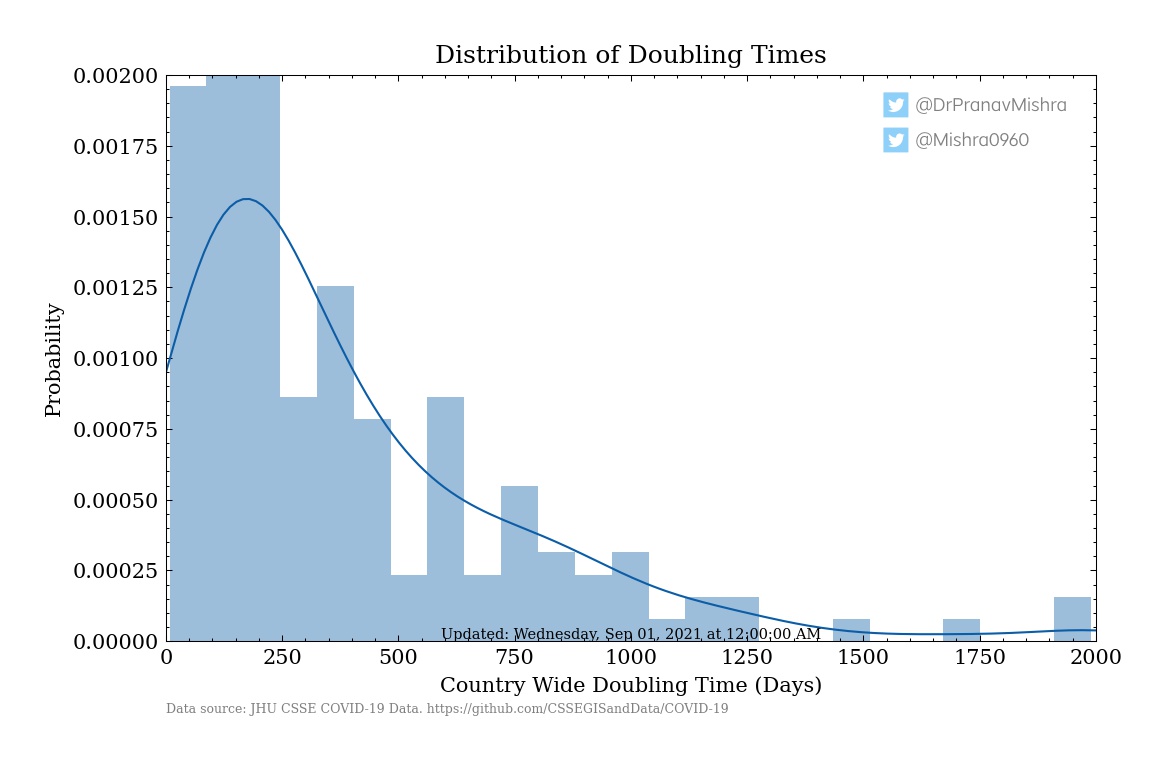 Distribution of Doubling Times
@DrPranavMishra
@Mishra0960
Probability
0.00200
0.00175
0.00150
0.00125
0.00100
0.00075
0.00050
0.00025
0.00000
Updated: Wednesday, Sep 01, 2021 at 12:00:00 AM
0 250 500 750 1000 1250 1500 1750 2000
Country Wide Doubling Time (Days)
Data source: JHU CSSE COVID-19 Data. https://github.com/CSSEGISandData/COVID-19